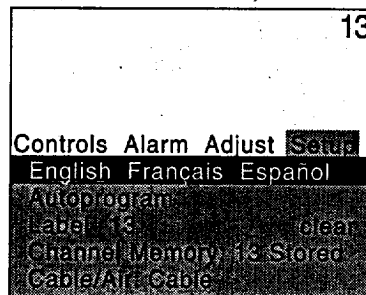 13
Controls Alarm Adjust Setup
English Français Español
Autoprogram
Label 13 clear
Channel Memory 13 Stored
Cable/Air: Cable